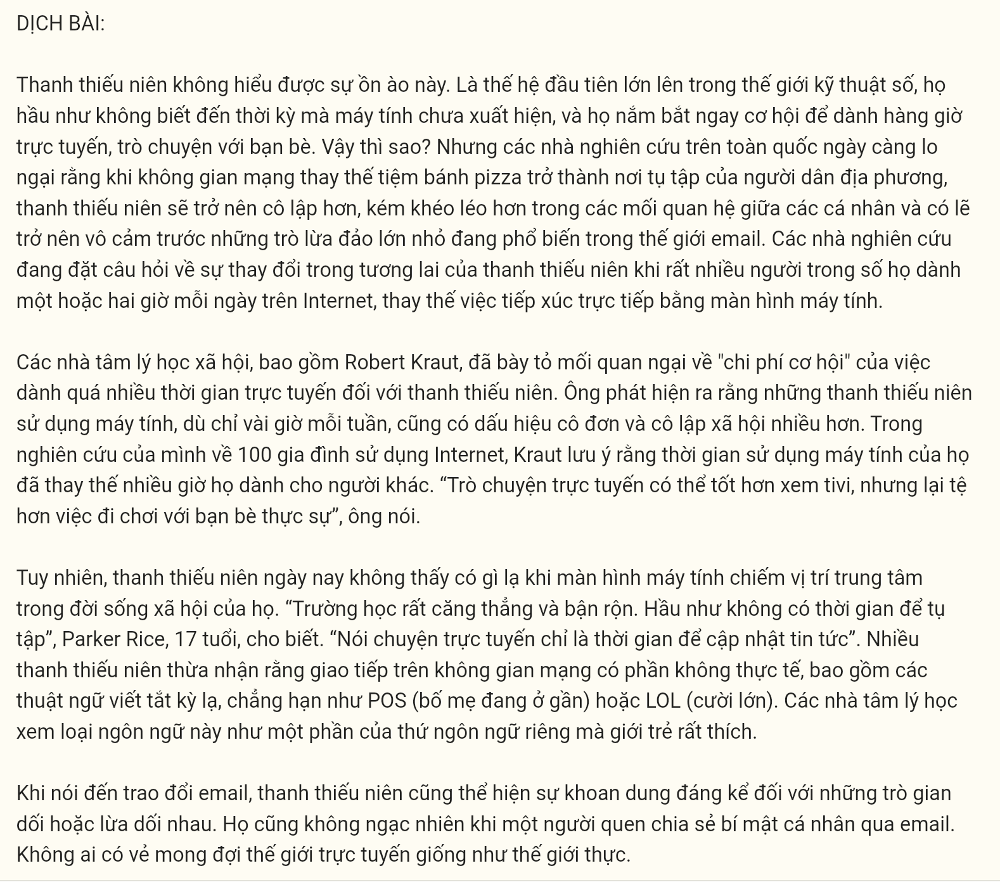 DỊCH BÀI:
Thanh thiếu niên không hiểu được sự ồn ào này. Là thế hệ đầu tiên lớn lên trong thế giới kỹ thuật số, họ
hầu như không biết đến thời kỳ mà máy tính chưa xuất hiện, và họ nắm bắt ngay cơ hội để dành hàng giờ
trực tuyến, trò chuyện với bạn bè. Vậy thì sao? Nhưng các nhà nghiên cứu trên toàn quốc ngày càng lo
ngại rằng khi không gian mạng thay thế tiệm bánh pizza trở thành nơi tụ tập của người dân địa phương,
thanh thiếu niên sẽ trở nên cô lập hơn, kém khéo léo hơn trong các mối quan hệ giữa các cá nhân và có lẽ
trở nên vô cảm trước những trò lừa đảo lớn nhỏ đang phổ biến trong thế giới email. Các nhà nghiên cứu
đang đặt câu hỏi về sự thay đổi trong tương lai của thanh thiếu niên khi rất nhiều người trong số họ dành
một hoặc hai giờ mỗi ngày trên Internet, thay thế việc tiếp xúc trực tiếp bằng màn hình máy tính.
Các nhà tâm lý học xã hội, bao gồm Robert Kraut, đã bày tỏ mối quan ngại về "chi phí cơ hội" của việc
dành quá nhiều thời gian trực tuyến đối với thanh thiếu niên. Ông phát hiện ra rằng những thanh thiếu niên
sử dụng máy tính, dù chỉ vài giờ mỗi tuần, cũng có dấu hiệu cô đơn và cô lập xã hội nhiều hơn. Trong
nghiên cứu của mình về 100 gia đình sử dụng Internet, Kraut lưu ý rằng thời gian sử dụng máy tính của họ
đã thay thế nhiều giờ họ dành cho người khác. “Trò chuyện trực tuyến có thể tốt hơn xem tivi, nhưng lại tệ
hơn việc đi chơi với bạn bè thực sự”, ông nói.
Tuy nhiên, thanh thiếu niên ngày nay không thấy có gì lạ khi màn hình máy tính chiếm vị trí trung tâm
trong đời sống xã hội của họ. “Trường học rất căng thẳng và bận rộn. Hầu như không có thời gian để tụ
tập”, Parker Rice, 17 tuổi, cho biết. “Nói chuyện trực tuyến chỉ là thời gian để cập nhật tin tức”. Nhiều
thanh thiếu niên thừa nhận rằng giao tiếp trên không gian mạng có phần không thực tế, bao gồm các
thuật ngữ viết tắt kỳ lạ, chẳng hạn như POS (bố mẹ đang ở gần) hoặc LOL (cười lớn). Các nhà tâm lý học
xem loại ngôn ngữ này như một phần của thứ ngôn ngữ riêng mà giới trẻ rất thích.
Khi nói đến trao đổi email, thanh thiếu niên cũng thể hiện sự khoan dung đáng kể đối với những trò gian
dối hoặc lừa dối nhau. Họ cũng không ngạc nhiên khi một người quen chia sẻ bí mật cá nhân qua email.
Không ai có vẻ mong đợi thế giới trực tuyến giống như thế giới thực.